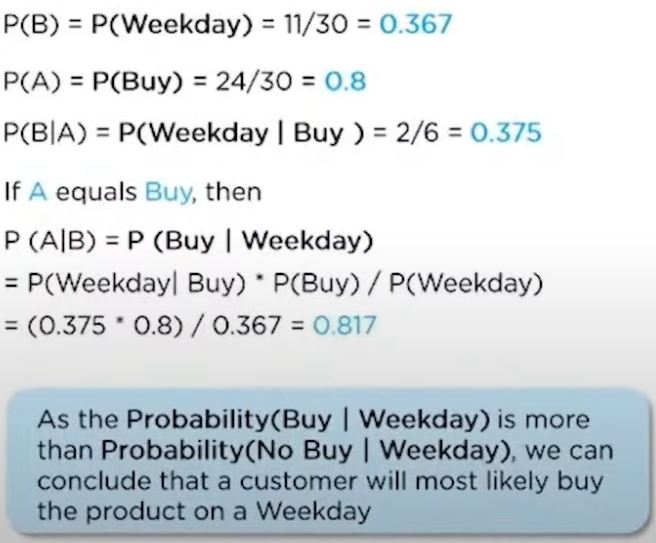 P(B) = P(Weekday) = 11/30 = 0.367
P(A) = P(Buy) = 24/30 = 0.8
P(B|A) = P(Weekday | Buy ) = 2/6 = 0.375
If A equals Buy, then
P (A|B) = P (Buy | Weekday)
= P(Weekday| Buy) * P(Buy) / P(Weekday)
= (0.375 * 0.8) / 0.367 = 0.817
As the Probability(Buy | Weekday) is more
than Probability(No Buy | Weekday), we can
conclude that a customer will most likely buy
the product on a Weekday